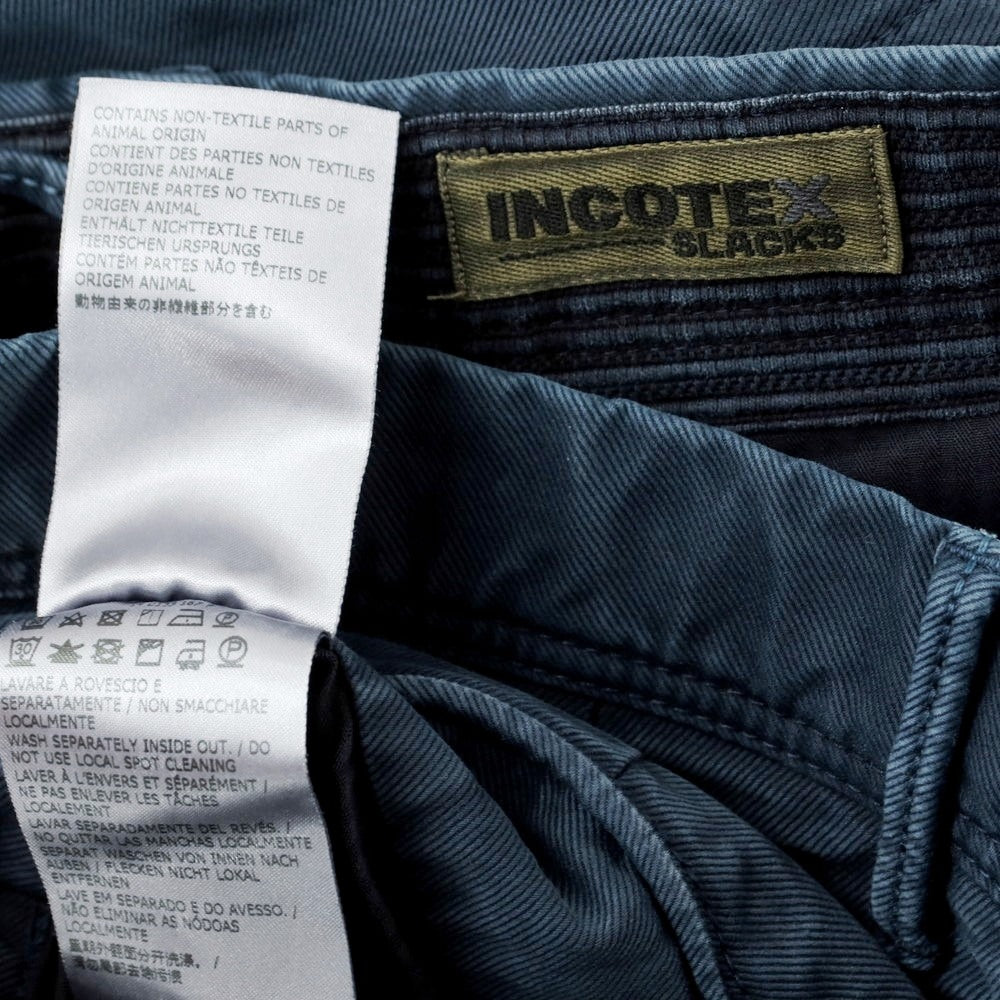 CONTAINS NON-TEXTILE PARTS OF
ANIMAL ORIGIN
CONTIENT DES PARTIES NON TEXTILES
D'ORIGINE ANIMALE
CONTIENE PARTES NO TEXTILES DE
ORIGEN ANIMAL
ENTHÄLT NICHTTEXTILE TEILE
TIERISCHEN URSPRUNGS
CONTÉM PARTES NÃO TÊXTEIS DE
ORIGEM ANIMAL
動物由来の非繊維部分を含む
INCOTEX
SLACKS
30
P
LAVARE A ROVESCIO E
SEPARATAMENTE / NON SMACCHIARE
LOCALMENTE
WASH SEPARATELY INSIDE OUT. / DO
NOT USE LOCAL SPOT CLEANING
LAVER À L'ENVERS ET SÉPARÉMENT /
NE PAS ENLEVER LES TÂCHES
LOCALEMENT
LAVAR SEPARADAMENTE DEL REVÉS. /
NO QUITAR LAS MANCHAS LOCALMENTE
SEPARAT WASCHEN VON INNEN NACH
AUßEN / FLECKEN NICHT LOKAL
ENTFERNEN
LAVE EM SEPARADO E DO AVESSO. /
NÃO ELIMINAR AS NÓDOAS
LOCALMENTE